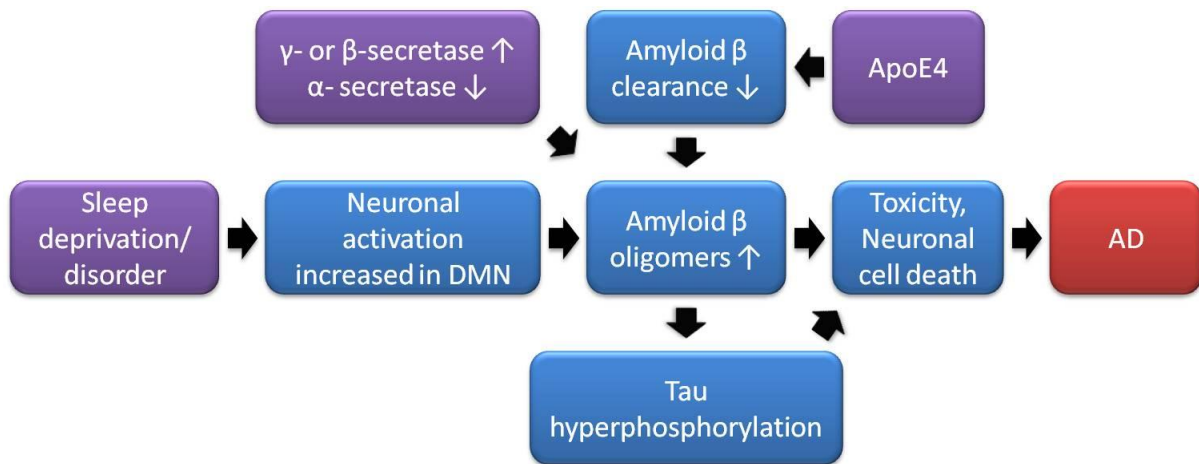 γ- or β-secretase ↑
α- secretase ↓
Amyloid β
clearance ↓
ApoE4
Sleep
deprivation/
disorder
Neuronal
activation
increased in DMN
Amyloid β
oligomers ↑
Toxicity,
Neuronal
cell death
AD
Tau
hyperphosphorylation